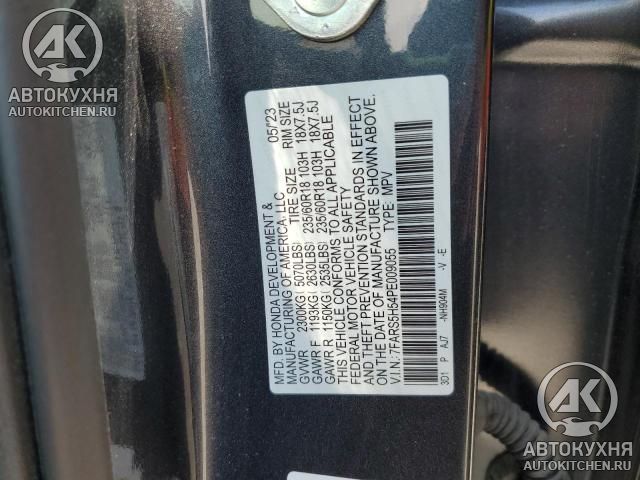 АВТОКУХНЯ
AUTOKITCHEN.RU
MFD. BY HONDA DEVELOPMENT &
MANUFACTURING OF AMERICA, LLC 05/'23
TIRE SIZE RIM SIZE
GVWR 2300KG( 5070LBS)
GAWR F 1193KG( 2630LBS) 235/60R18 103H 18X7.5J
GAWR R 1150KG( 2535LBS) 235/60R18 103H 18X7.5J
THIS VEHICLE CONFORMS TO ALL APPLICABLE
FEDERAL MOTOR VEHICLE SAFETY
AND THEFT PREVENTION STANDARDS IN EFFECT
ON THE DATE OF MANUFACTURE SHOWN ABOVE.
V.I.N.: 7FARS5H54PE009055 TYPE: MPV
3D1 P AJ7 -NH904M -V -E
АВТОКУХНЯ
AUTOKITCHEN.RU